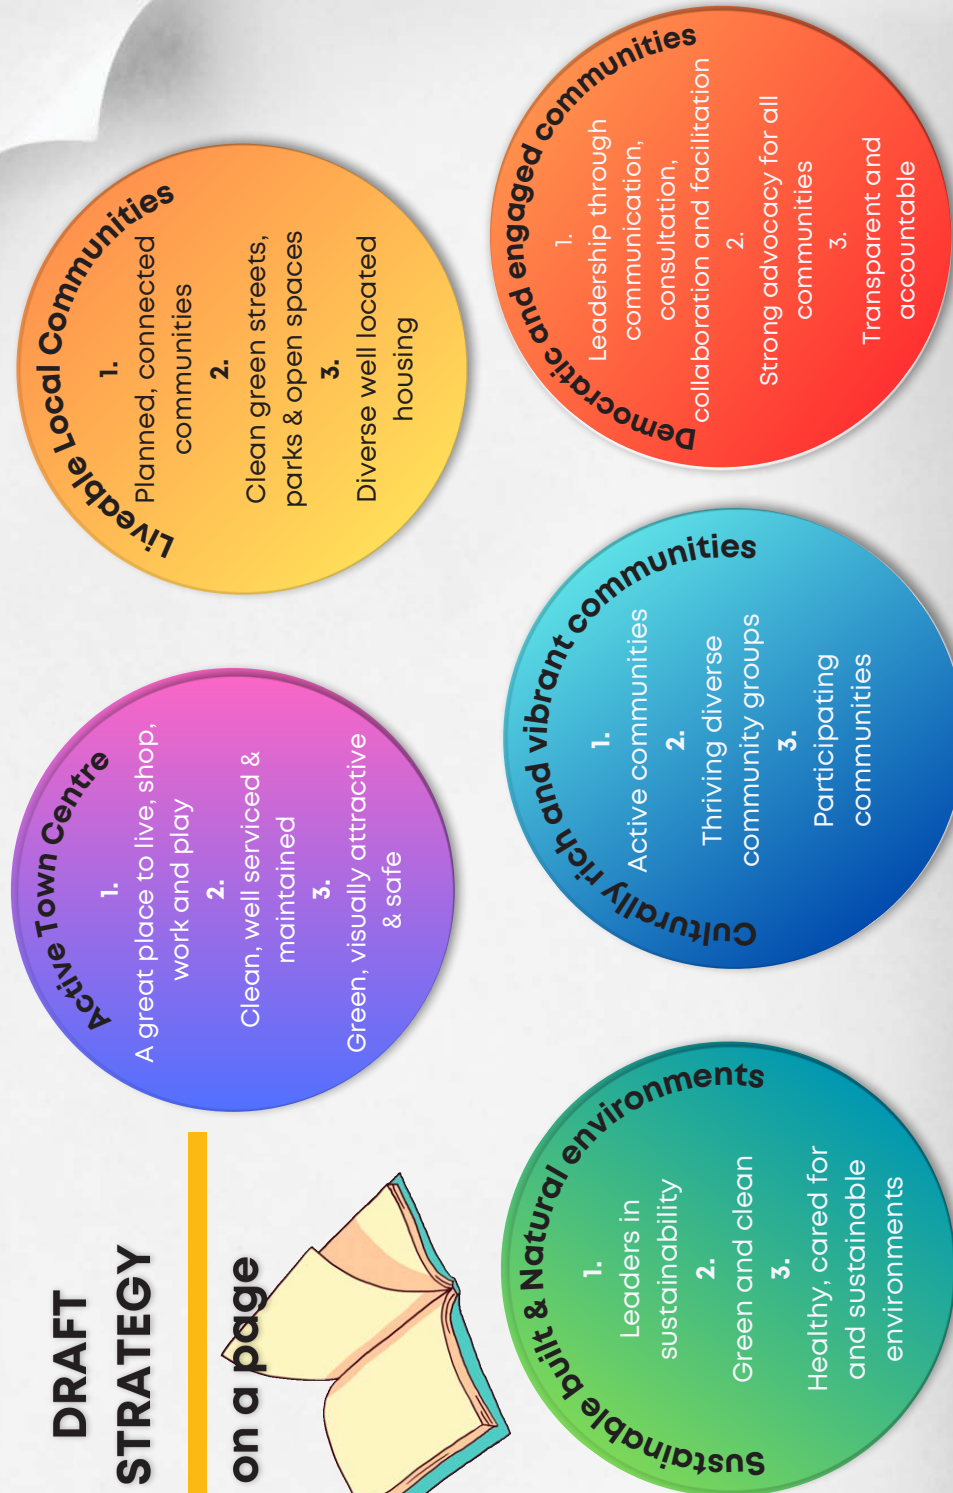 DRAFT
STRATEGY
on a page
Active Town Centre
1.
A great place to live, shop,
work and play
2.
Clean, well serviced &
maintained
3.
Green, visually attractive
& safe
Liveable Local Communities
1.
Planned, connected
communities
2.
Clean green streets,
parks & open spaces
3.
Diverse well located
housing
Sustainable built & Natural environments
1.
Leaders in
sustainability
2.
Green and clean
3.
Healthy, cared for
and sustainable
environments
Culturally rich and vibrant communities
1.
Active communities
2.
Thriving diverse
community groups
3.
Participating
communities
Democratic and engaged communities
1.
Leadership through
communication,
consultation,
collaboration and facilitation
2.
Strong advocacy for all
communities
3.
Transparent and
accountable